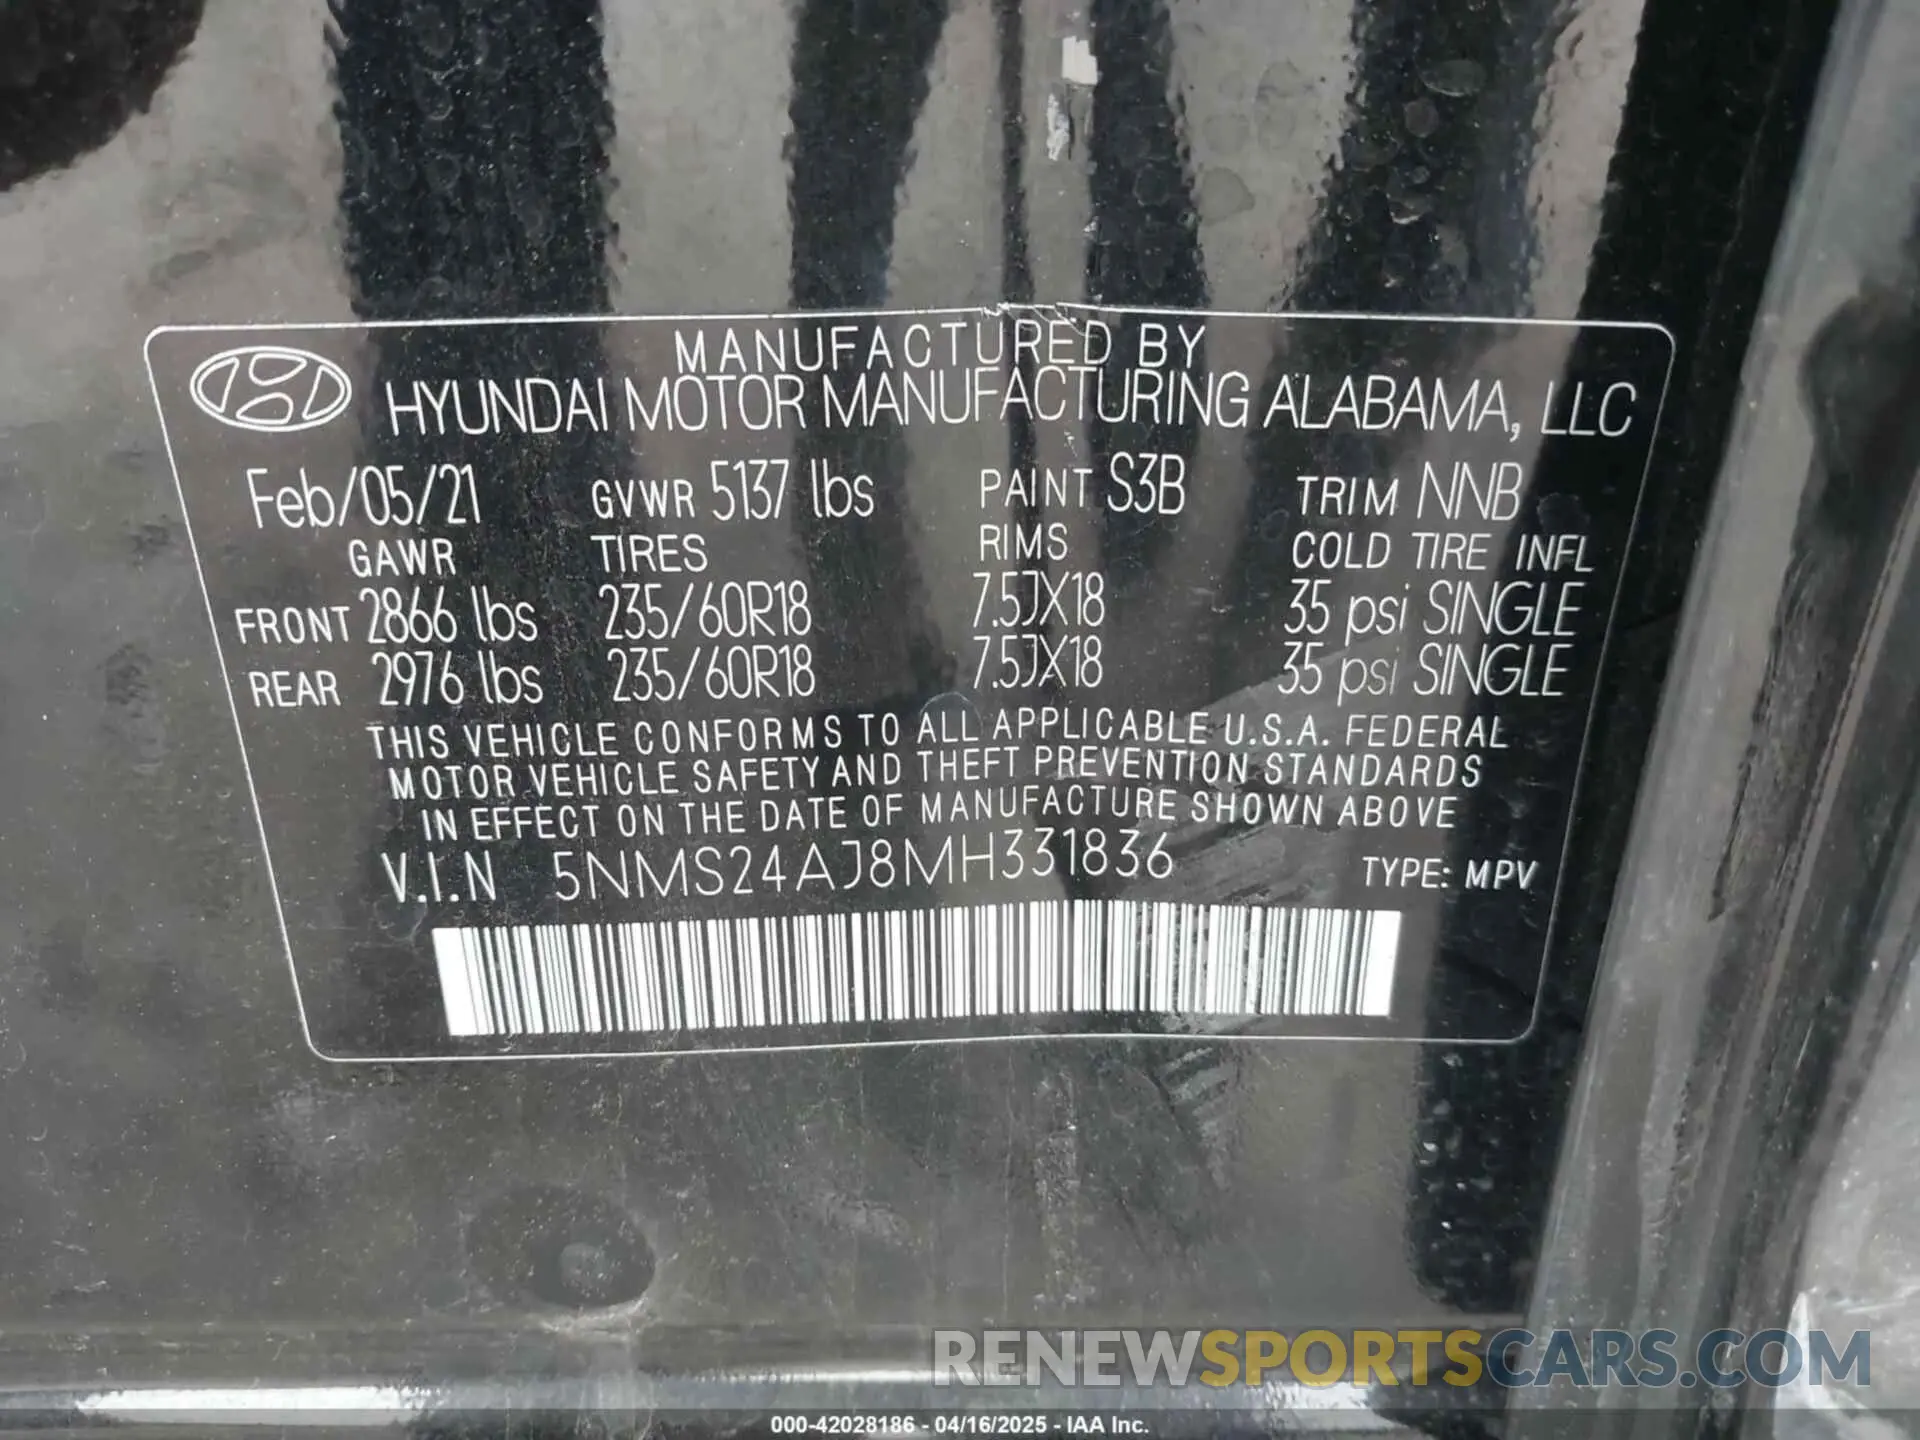 MANUFACTURED BY
HYUNDAI MOTOR MANUFACTURING ALABAMA, LLC
Feb/05/21 GVWR 5137 lbs PAINT S3B TRIM NNB
GAWR TIRES RIMS COLD TIRE INFL
FRONT 2866 lbs 235/60R18 7.5JX18 35 psi SINGLE
REAR 2976 lbs 235/60R18 7.5JX18 35 psi SINGLE
THIS VEHICLE CONFORMS TO ALL APPLICABLE U.S.A. FEDERAL
MOTOR VEHICLE SAFETY AND THEFT PREVENTION STANDARDS
IN EFFECT ON THE DATE OF MANUFACTURE SHOWN ABOVE
V.I.N 5NMS24AJ8MH331836 TYPE: MPV
RENEWSPORTSCARS.COM
000-42028186 - 04/16/2025 - IAA Inc.